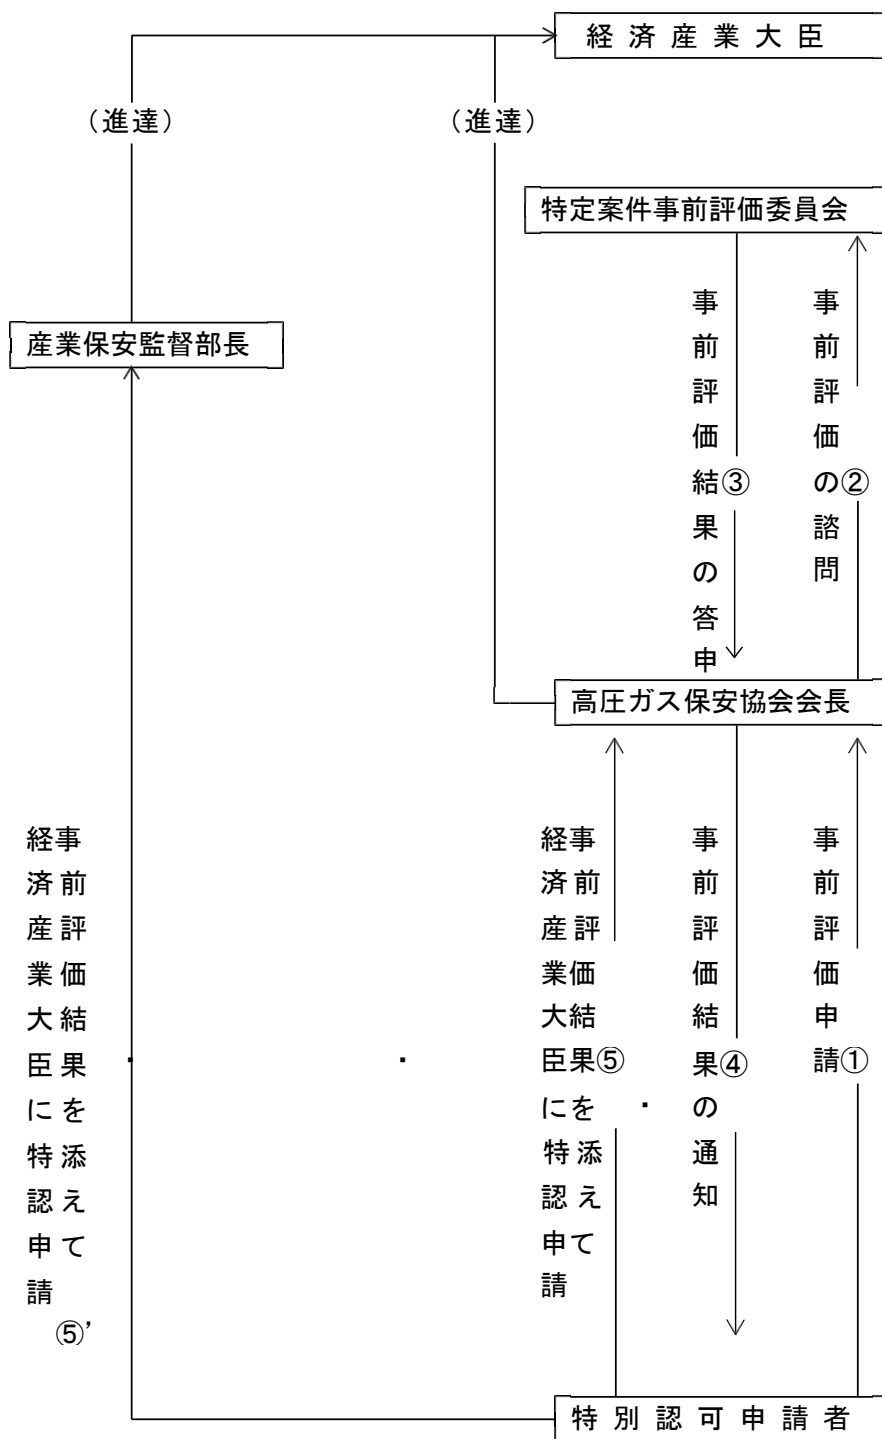 経済産業大臣
（進達）
（進達）
特定案件事前評価委員会
事前評価の諮問
②
事前評価結果の答申
③
産業保安監督部長
高圧ガス保安協会会長
事前評価申請
①
事前評価結果の通知
④
事前評価結果を添えて
経済産業大臣に特認申請
⑤
事前評価結果を添えて
経済産業大臣に特認申請
⑤’
特別認可申請者